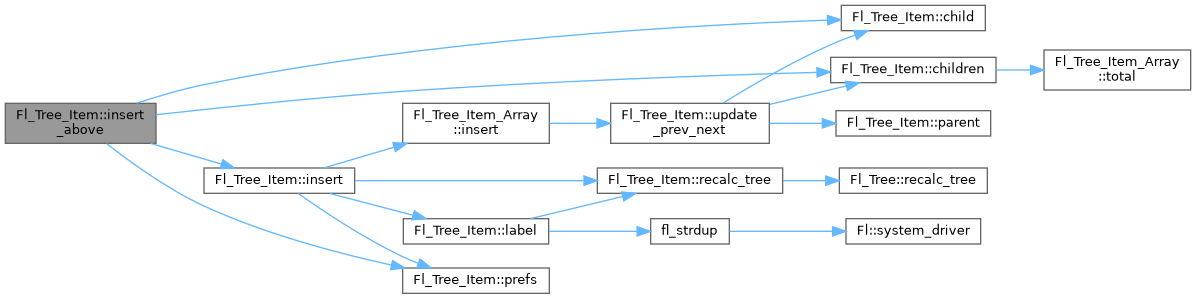 Fl_Tree_Item::insert
_above
Fl_Tree_Item::child
Fl_Tree_Item::children
Fl_Tree_Item_Array
::total
Fl_Tree_Item::insert
Fl_Tree_Item_Array
::insert
Fl_Tree_Item::update
_prev_next
Fl_Tree_Item::parent
Fl_Tree_Item::recalc_tree
Fl_Tree::recalc_tree
Fl_Tree_Item::label
fl_strdup
Fl::system_driver
Fl_Tree_Item::prefs